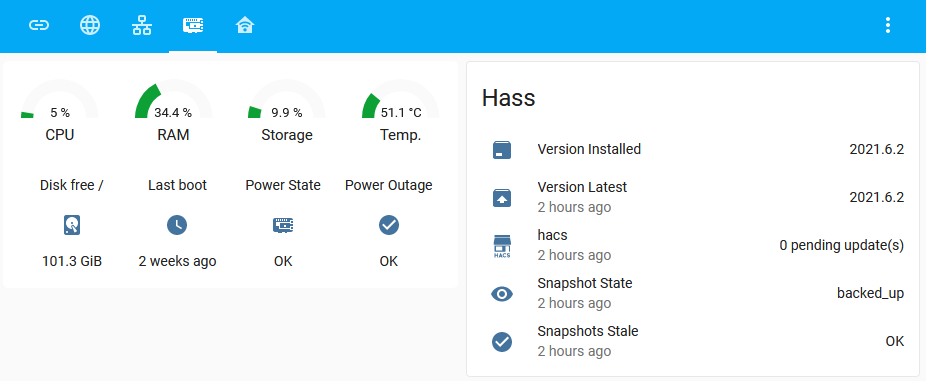 5 %
34.4 %
9.9 %
51.1 °C
CPU
RAM
Storage
Temp.
Disk free /
Last boot
Power State
Power Outage
101.3 GiB
2 weeks ago
OK
OK
Hass
Version Installed
2021.6.2
Version Latest
2021.6.2
2 hours ago
hacs
0 pending update(s)
2 hours ago
HACS
Snapshot State
backed_up
2 hours ago
Snapshots Stale
OK
2 hours ago